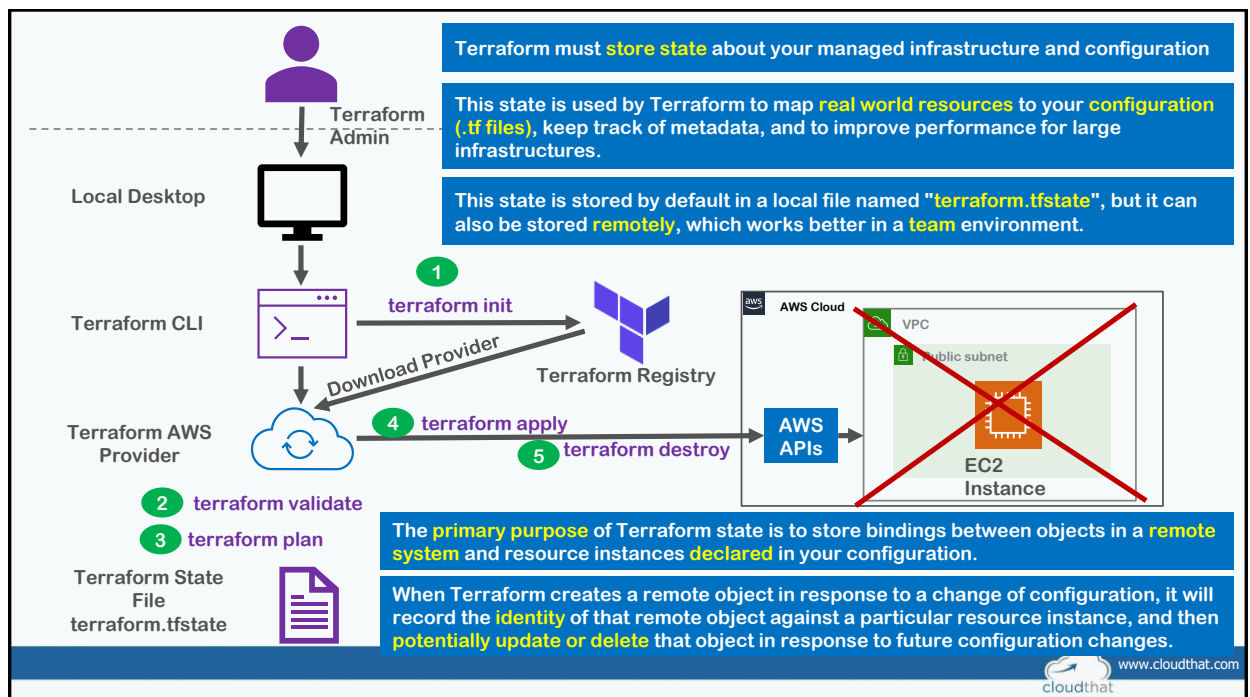 Terraform must store state about your managed infrastructure and configuration
Terraform
Admin
This state is used by Terraform to map real world resources to your configuration
(.tf files), keep track of metadata, and to improve performance for large
infrastructures.
Local Desktop
This state is stored by default in a local file named "terraform.tfstate", but it can
also be stored remotely, which works better in a team environment.
1
terraform init
Terraform CLI
>_
Download Provider
Terraform Registry
aws
AWS Cloud
VPC
Public subnet
EC2
Instance
AWS
APIs
Terraform AWS
Provider
4 terraform apply
5 terraform destroy
2 terraform validate
3 terraform plan
The primary purpose of Terraform state is to store bindings between objects in a remote
system and resource instances declared in your configuration.
Terraform State
File
terraform.tfstate
When Terraform creates a remote object in response to a change of configuration, it will
record the identity of that remote object against a particular resource instance, and then
potentially update or delete that object in response to future configuration changes.
www.cloudthat.com
cloudthat